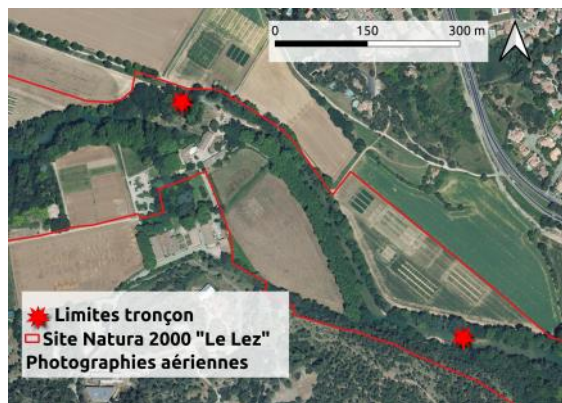 0 150 300 m
Limites tronçon
Site Natura 2000 "Le Lez"
Photographies aériennes